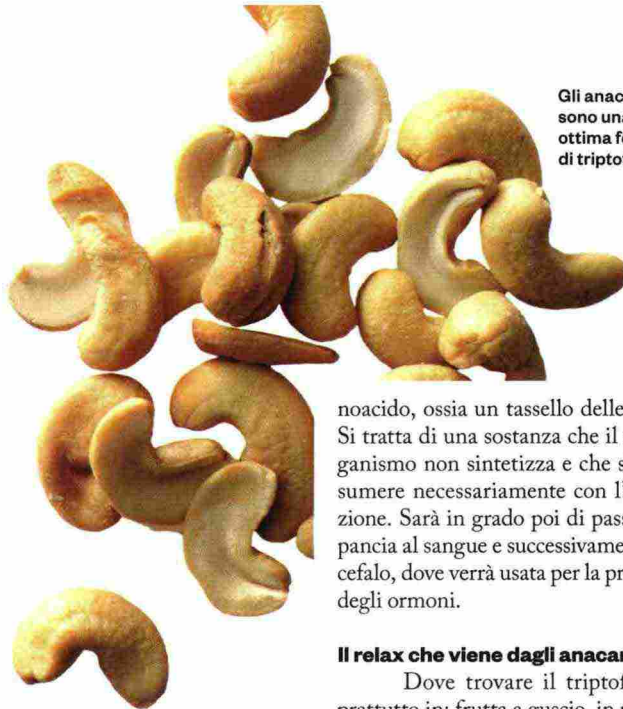 Gli anac
sono una
ottima f
di tripto
noacido, ossia un tassello delle
Si tratta di una sostanza che il
ganismo non sintetizza e che s
sumere necessariamente con l'
zione. Sarà in grado poi di pass
pancia al sangue e successivame
cefalo, dove verrà usata per la pr
degli ormoni.
Il relax che viene dagli anacar
Dove trovare il triptof